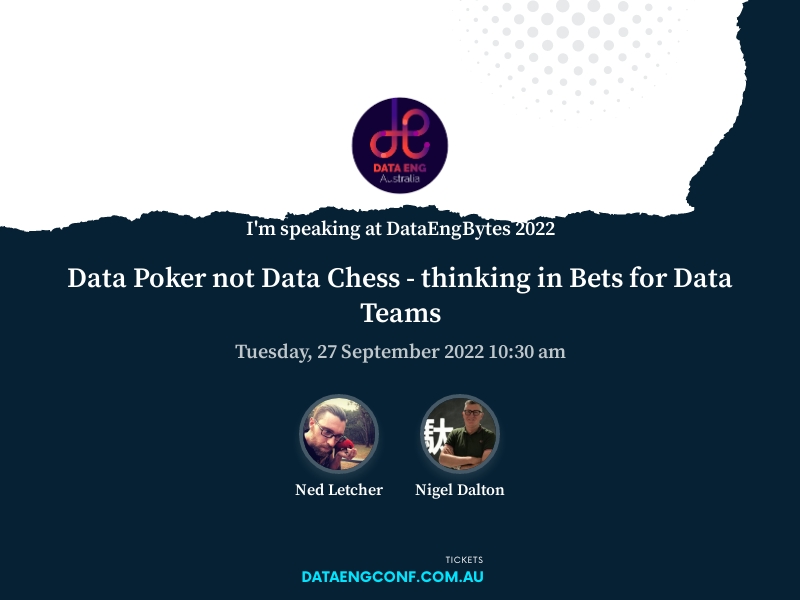 DATA ENG
Australia
I'm speaking at DataEngBytes 2022
Data Poker not Data Chess - thinking in Bets for Data
Teams
Tuesday, 27 September 2022 10:30 am
Ned Letcher
Nigel Dalton
TICKETS
DATAENGCONF.COM.AU